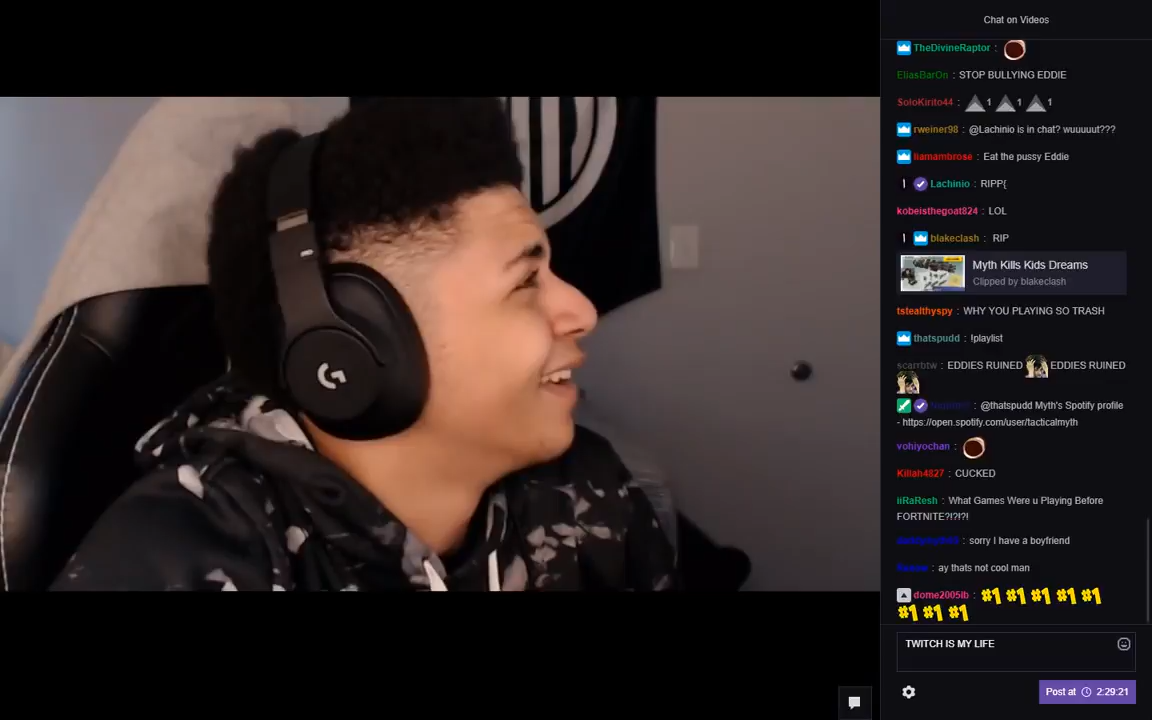 Chat on Videos
TheDivineRaptor :
EliasBarOn : STOP BULLYING EDDIE
SoloKirito44 : 1 1 1
rweiner98 : @Lachinio is in chat? wuuuuut???
liamambrose : Eat the pussy Eddie
Lachinio : RIPP{
kobeisthegoat824 : LOL
blakeclash : RIP
Myth Kills Kids Dreams
Clipped by blakeclash
tstealthyspy : WHY YOU PLAYING SO TRASH
thatspudd : !playlist
scarrbtw : EDDIES RUINED EDDIES RUINED
: @thatspudd Myth's Spotify profile
- https://open.spotify.com/user/tacticalmyth
vohiyochan :
Killah4827 : CUCKED
iiRaResh : What Games Were u Playing Before
FORTNITE?!?!?!
: sorry I have a boyfriend
: ay thats not cool man
dome2005ib : #1 #1 #1 #1 #1
#1 #1 #1
TWITCH IS MY LIFE
Post at 2:29:21